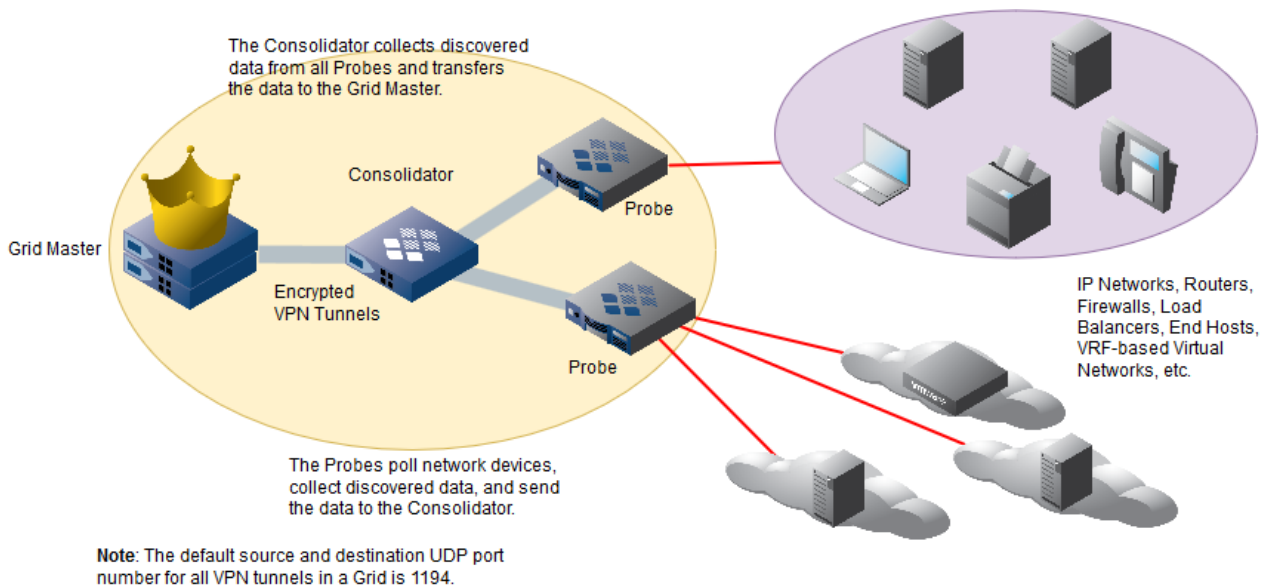 The Consolidator collects discovered
data from all Probes and transfers
the data to the Grid Master.
Consolidator
Probe
Grid Master
Encrypted
VPN Tunnels
Probe
IP Networks, Routers,
Firewalls, Load
Balancers, End Hosts,
VRF-based Virtual
Networks, etc.
The Probes poll network devices,
collect discovered data, and send
the data to the Consolidator.
Note: The default source and destination UDP port
number for all VPN tunnels in a Grid is 1194.